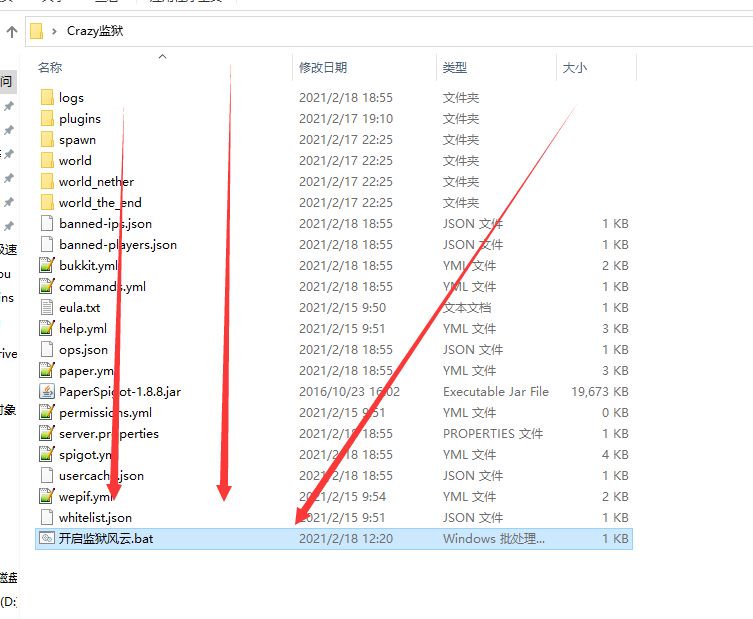 Crazy监狱
名称 修改日期 类型 大小
问
logs 2021/2/18 18:55 文件夹
plugins 2021/2/17 19:10 文件夹
spawn 2021/2/17 22:25 文件夹
world 2021/2/17 22:25 文件夹
world_nether 2021/2/17 22:25 文件夹
world_the_end 2021/2/17 22:25 文件夹
banned-ips.json 2021/2/18 18:55 JSON 文件 1 KB
极速 banned-players.json 2021/2/18 18:55 JSON 文件 1 KB
ou bukkit.yml 2021/2/18 18:55 YML 文件 2 KB
ins commands.yml 2021/2/18 18:55 YML 文件 1 KB
eula.txt 2021/2/15 9:50 文本文档 1 KB
help.yml 2021/2/15 9:51 YML 文件 3 KB
rive ops.json 2021/2/18 18:55 JSON 文件 1 KB
paper.yml 2021/2/18 18:55 YML 文件 3 KB
PaperSpigot-1.8.8.jar 2016/10/23 16:02 Executable Jar File 19,673 KB
对象 permissions.yml 2021/2/15 9:51 YML 文件 0 KB
server.properties 2021/2/18 18:55 PROPERTIES 文件 1 KB
spigot.yml 2021/2/18 18:55 YML 文件 4 KB
usercache.json 2021/2/18 18:55 JSON 文件 1 KB
wepif.yml 2021/2/15 9:54 YML 文件 2 KB
whitelist.json 2021/2/15 9:51 JSON 文件 1 KB
开启监狱风云.bat 2021/2/18 12:20 Windows 批处理... 1 KB
磁盘
(D:)